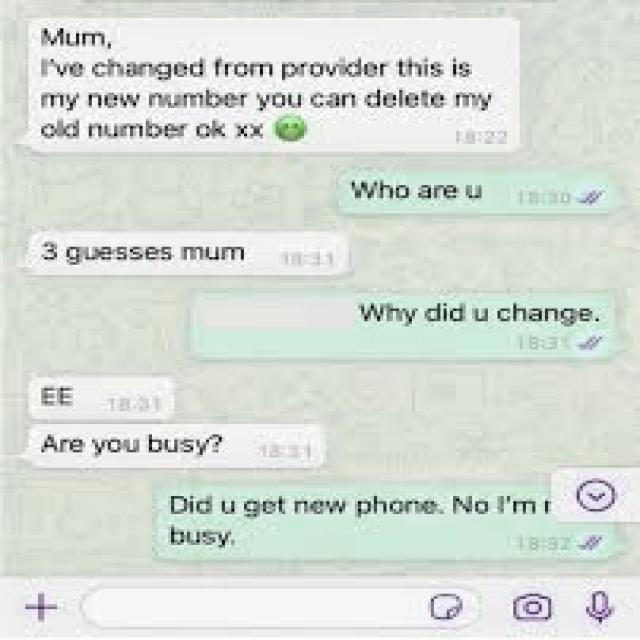 Mum,
I've changed from provider this is
my new number you can delete my
old number ok xx
18:22
Who are u
18:30
3 guesses mum
18:31
Why did u change.
18:31
EE
18:31
Are you busy?
18:31
Did u get new phone. No I'm
busy.
18:32